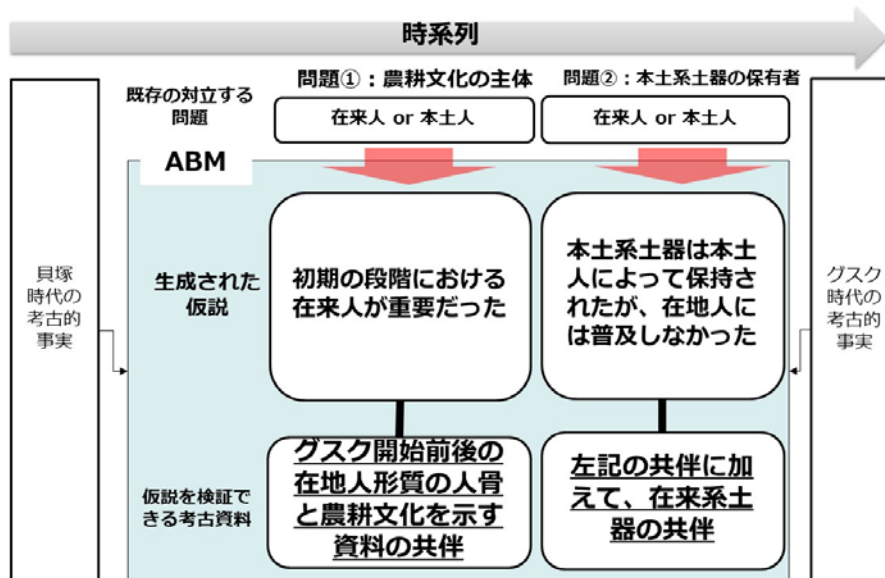 時系列
既存の対立する
問題
問題①：農耕文化の主体
問題②：本土系土器の保有者
在来人 or 本土人
在来人 or 本土人
ABM
貝塚
時代の
考古的
事実
生成された
仮説
初期の段階における
在来人が重要だった
本土系土器は本土
人によって保持さ
れたが、在地人に
は普及しなかった
グスク
時代の
考古的
事実
仮説を検証で
きる考古資料
グスク開始前後の
在地人形質の人骨
と農耕文化を示す
資料の共伴
左記の共伴に加
えて、在来系土
器の共伴